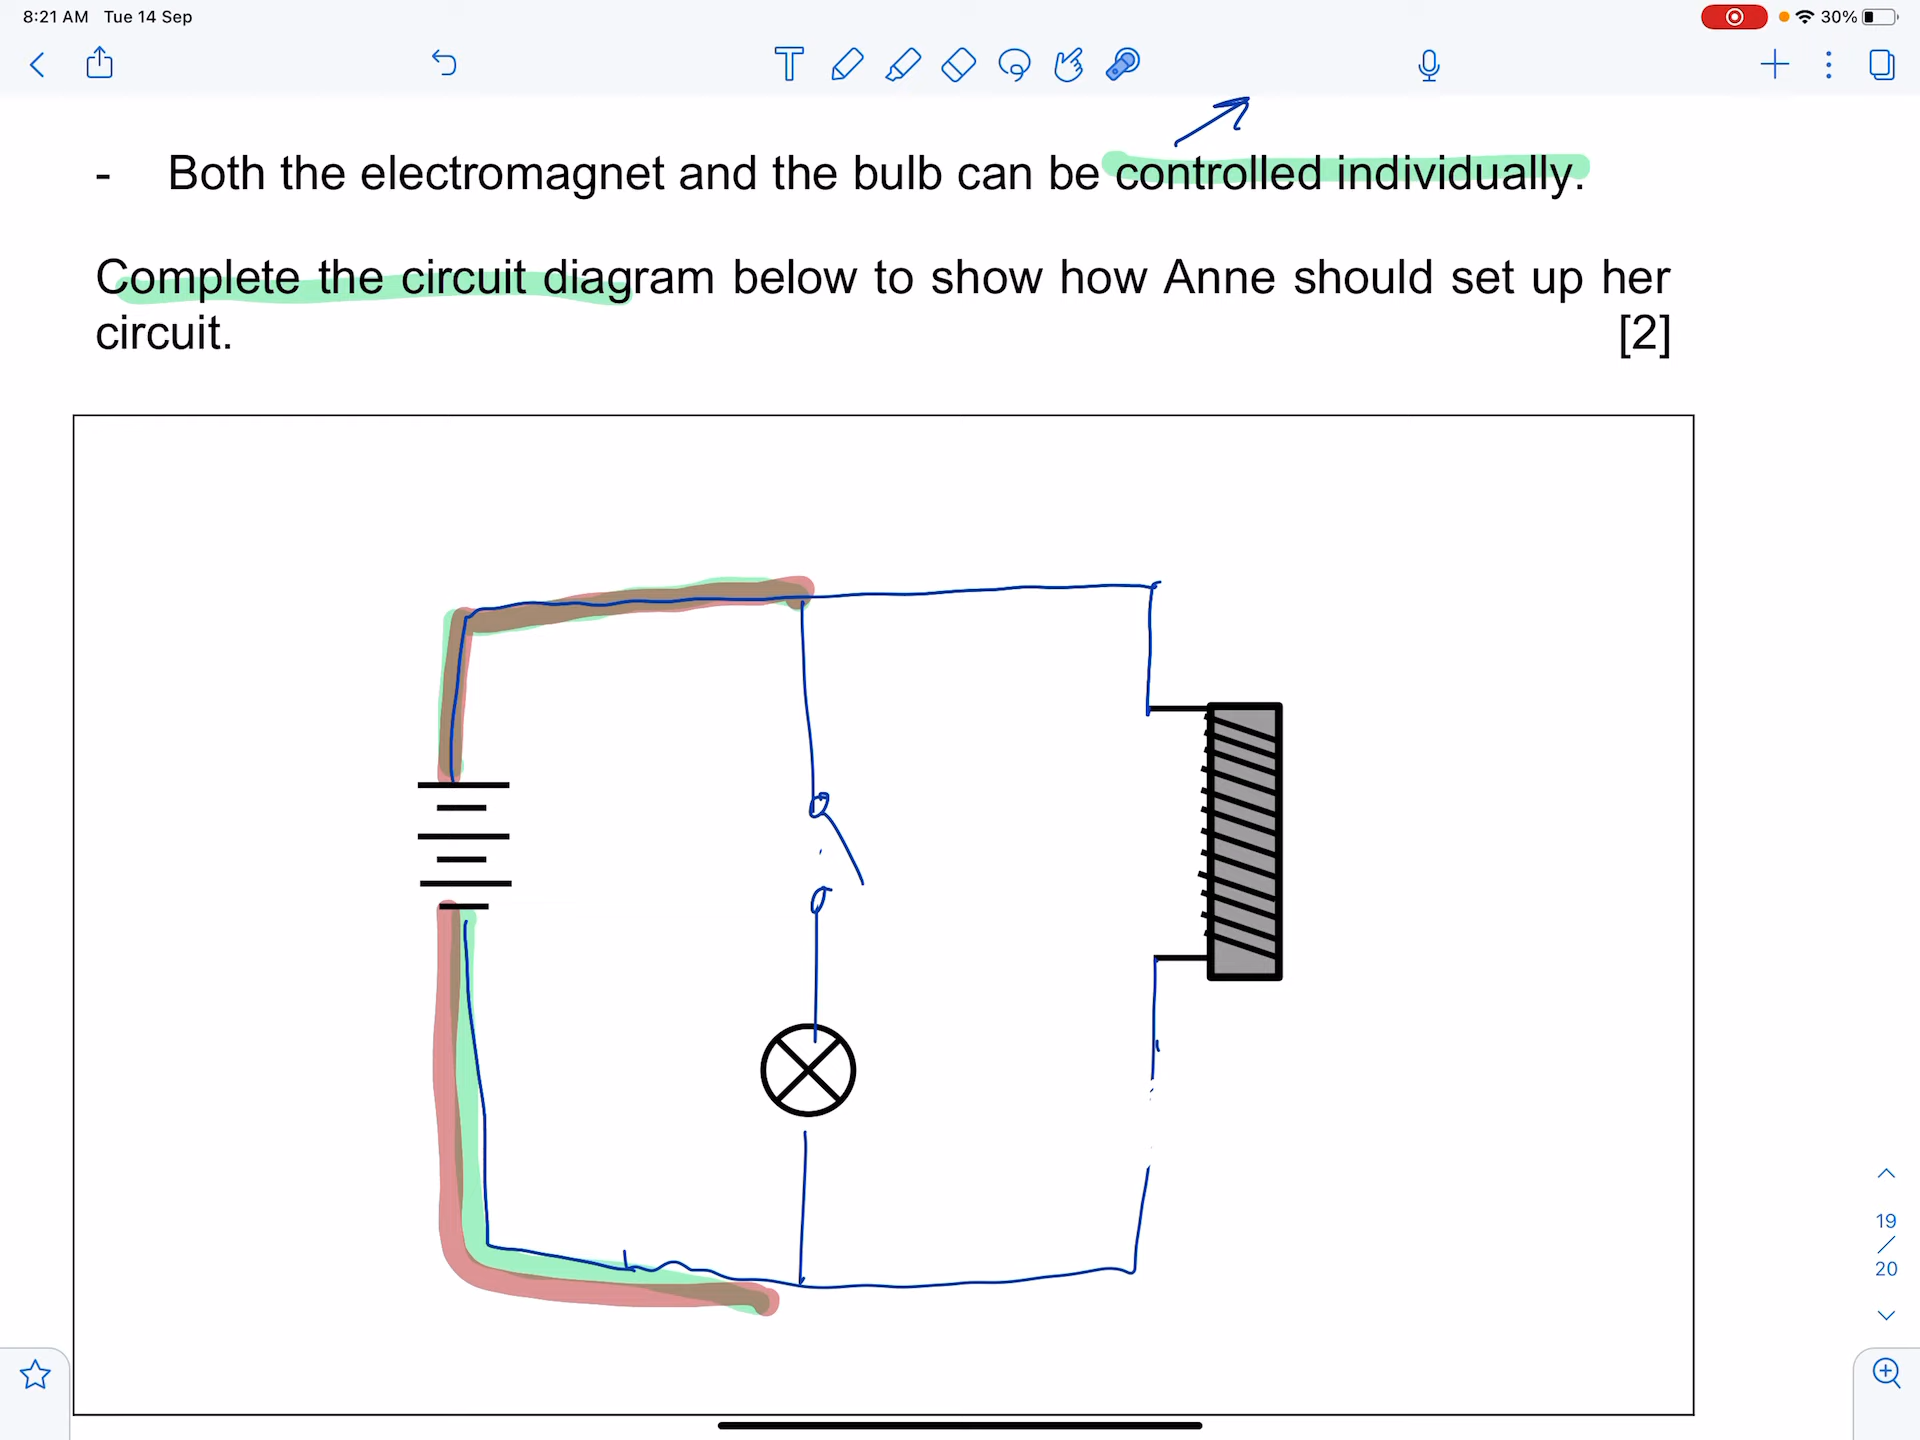 8:21 AM Tue 14 Sep
30%
- Both the electromagnet and the bulb can be controlled individually.
Complete the circuit diagram below to show how Anne should set up her
circuit. [2]
19
/
20